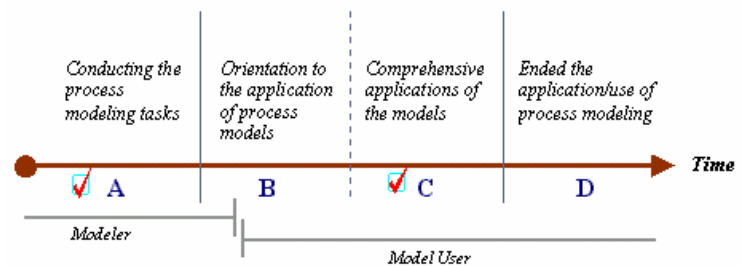 Conducting the
process
modeling tasks
Orientation to
the application
of process
models
Comprehensive
applications of
the models
Ended the
application/use of
process modeling
Time
A
B
C
D
Modeler
Model User